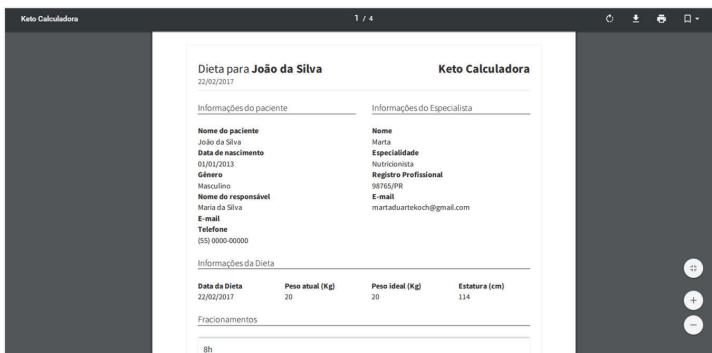 Keto Calculadora
1 / 4
Dieta para João da Silva
Keto Calculadora
22/02/2017
Informações do paciente
Nome do paciente
João da Silva
Data de nascimento
01/01/2013
Gênero
Masculino
Nome do responsável
Maria da Silva
E-mail
Telefone
(55) 0000-00000
Informações do Especialista
Nome
Marta
Especialidade
Nutricionista
Registro Profissional
98765/PR
E-mail
martaduartekoch@gmail.com
Informações da Dieta
Data da Dieta Peso atual (Kg) Peso ideal (Kg) Estatura (cm)
22/02/2017 20 20 114
Fracionamentos
8h